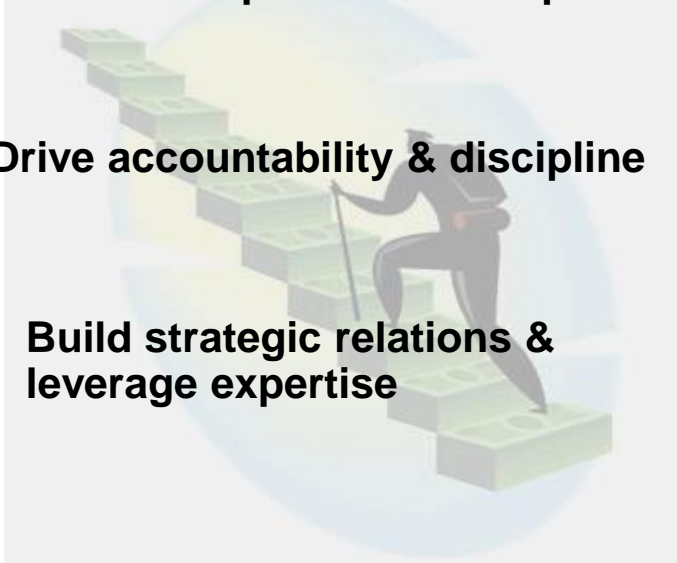 Drive accountability & discipline
Build strategic relations &
leverage expertise